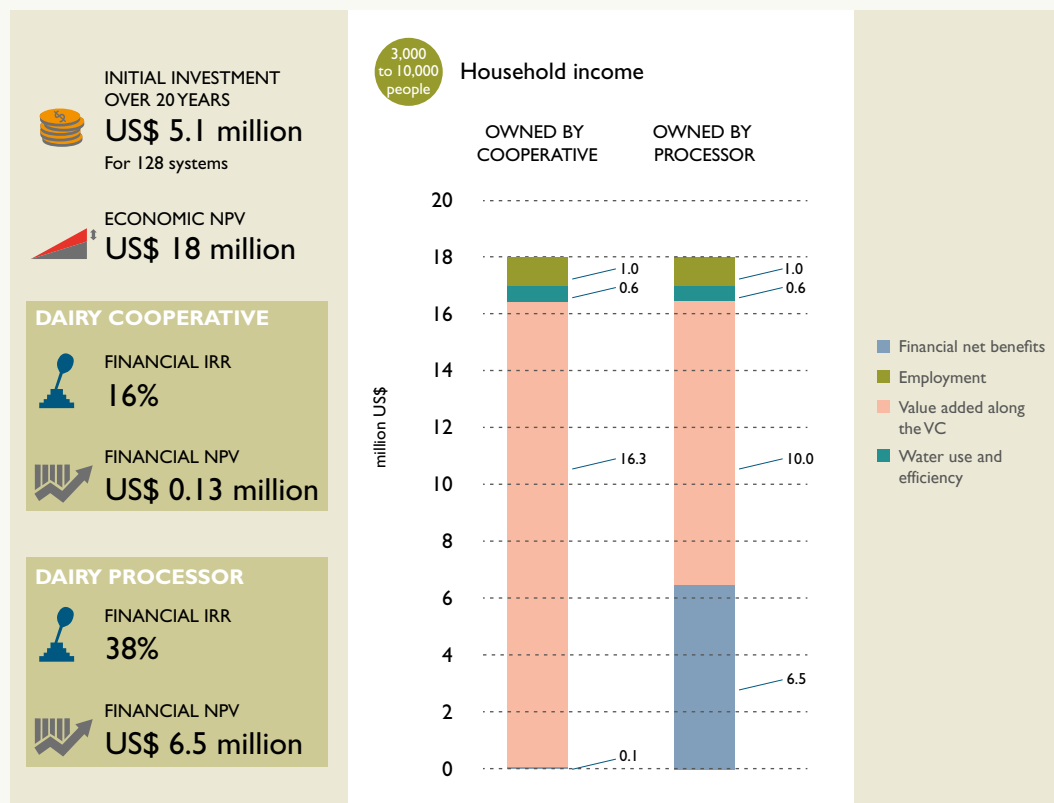 INITIAL INVESTMENT
OVER 20 YEARS
US$ 5.1 million
For 128 systems
ECONOMIC NPV
US$ 18 million
DAIRY COOPERATIVE
FINANCIAL IRR
16%
FINANCIAL NPV
US$ 0.13 million
DAIRY PROCESSOR
FINANCIAL IRR
38%
FINANCIAL NPV
US$ 6.5 million
3,000
to 10,000
people
Household income
OWNED BY
COOPERATIVE
OWNED BY
PROCESSOR
million US$
20
18
16
14
12
10
8
6
4
2
0
1.0
0.6
16.3
0.1
1.0
0.6
10.0
6.5
Financial net benefits
Employment
Value added along
the VC
Water use and
efficiency